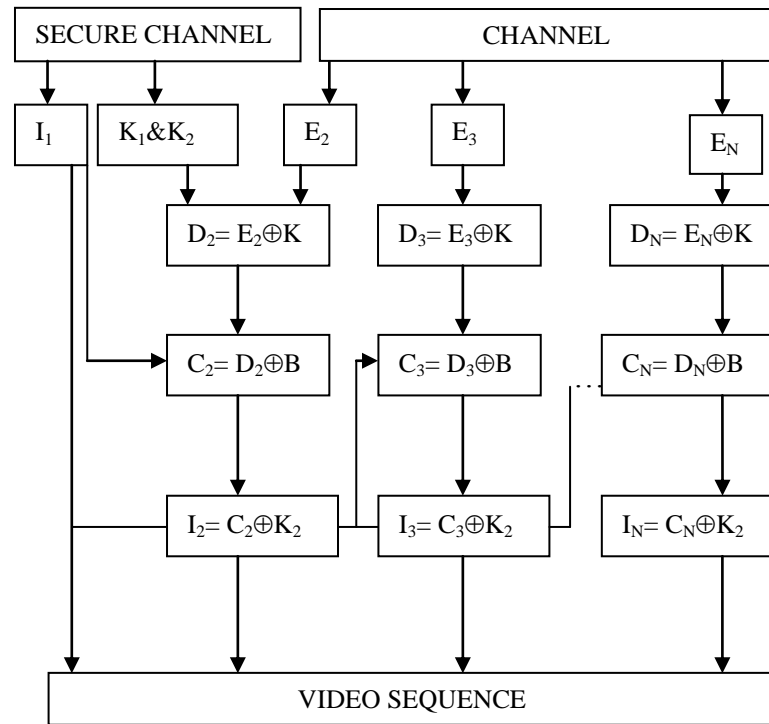 SECURE CHANNEL
CHANNEL
I₁
K₁&K₂
E₂
E₃
E_N
D₂= E₂⊕K
D₃= E₃⊕K
D_N= E_N⊕K
C₂= D₂⊕B
C₃= D₃⊕B
C_N= D_N⊕B
I₂= C₂⊕K₂
I₃= C₃⊕K₂
I_N= C_N⊕K₂
VIDEO SEQUENCE